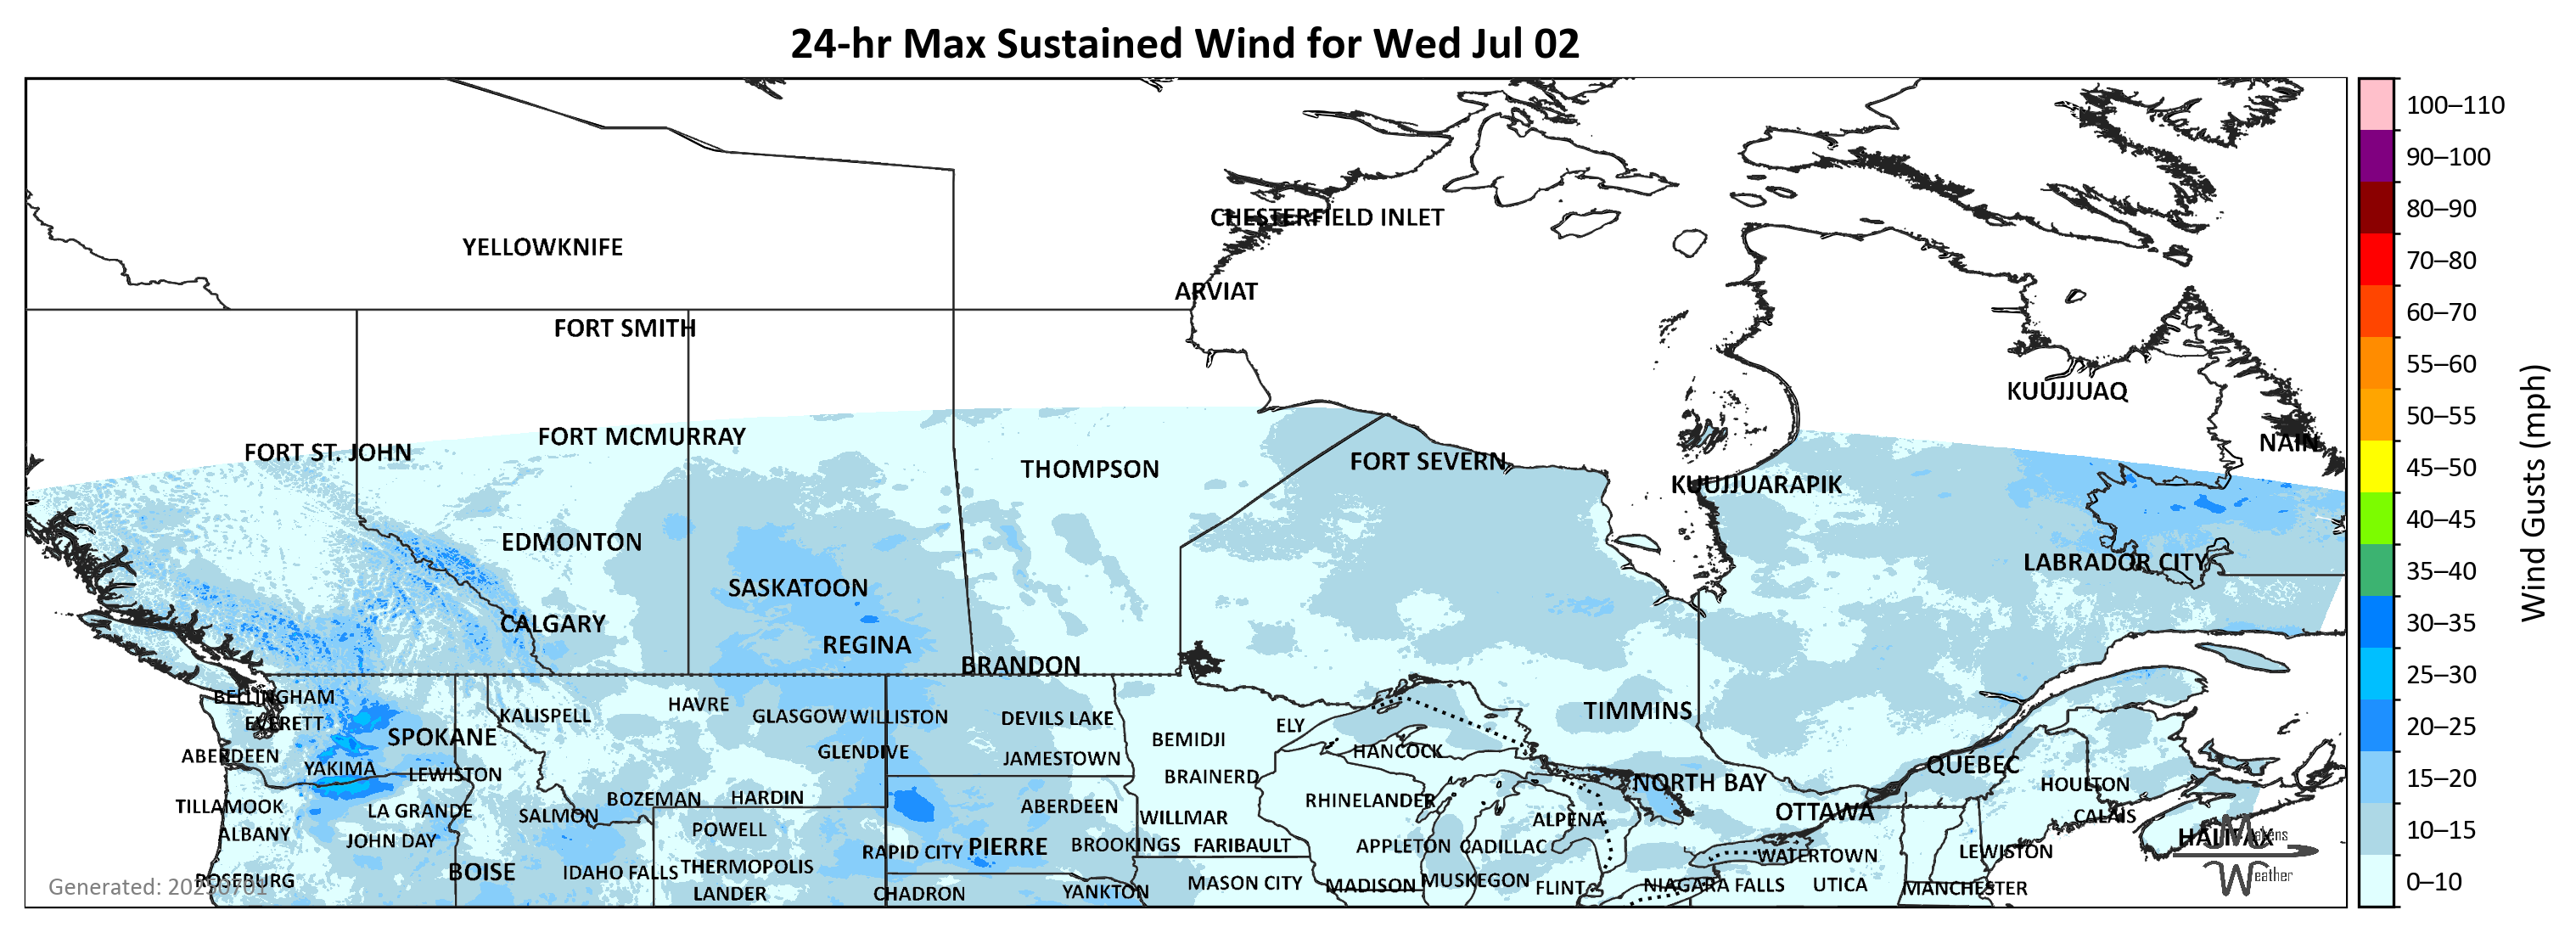 24-hr Max Sustained Wind for Wed Jul 02
100–110
90–100
80–90
70–80
60–70
55–60
50–55
45–50
40–45
35–40
30–35
25–30
20–25
15–20
10–15
0–10
Wind Gusts (mph)
CHESTERFIELD INLET
YELLOWKNIFE
ARVIAT
FORT SMITH
KUUJJUAQ
FORT MCMURRAY
NAIN
FORT ST. JOHN
FORT SEVERN
THOMPSON
KUUJJUARAPIK
EDMONTON
LABRADOR CITY
SASKATOON
CALGARY
REGINA
BRANDON
BELLINGHAM
HAVRE
TIMMINS
KALISPELL
GLASGOW
WILLISTON
DEVILS LAKE
EVERETT
ELY
SPOKANE
BEMIDJI
GLENDIVE
HANCOCK
ABERDEEN
JAMESTOWN
QUÉBEC
YAKIMA
LEWISTON
BRAINERD
NORTH BAY
HOULTON
BOZEMAN
HARDIN
RHINELANDER
TILLAMOOK
LA GRANDE
ABERDEEN
OTTAWA
SALMON
WILLMAR
CALAIS
ALPENA
POWELL
ALBANY
HALIFAX
JOHN DAY
PIERRE
BROOKINGS
FARIBAULT
APPLETON
CADILLAC
RAPID CITY
LEWISTON
WATERTOWN
THERMOPOLIS
BOISE
IDAHO FALLS
ROSEBURG
MUSKEGON
MASON CITY
MADISON
NIAGARA FALLS
UTICA
FLINT
MANCHESTER
LANDER
CHADRON
YANKTON
Generated: 20250701
Weather